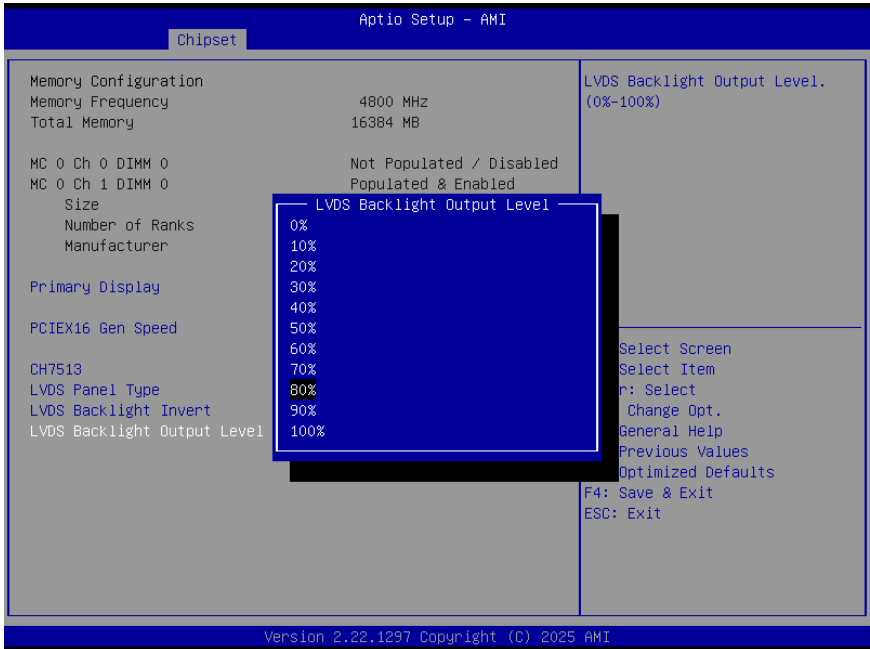 Aptio Setup – AMI
Chipset
Memory Configuration
Memory Frequency 4800 MHz
Total Memory 16384 MB
MC 0 Ch 0 DIMM 0 Not Populated / Disabled
MC 0 Ch 1 DIMM 0 Populated & Enabled
Size
Number of Ranks
Manufacturer
Primary Display
PCIEX16 Gen Speed
CH7513
LVDS Panel Type
LVDS Backlight Invert
LVDS Backlight Output Level
LVDS Backlight Output Level
0%
10%
20%
30%
40%
50%
60%
70%
80%
90%
100%
LVDS Backlight Output Level.
(0%-100%)
Select Screen
Select Item
r: Select
Change Opt.
General Help
Previous Values
Optimized Defaults
F4: Save & Exit
ESC: Exit
Version 2.22.1297 Copyright (C) 2025 AMI